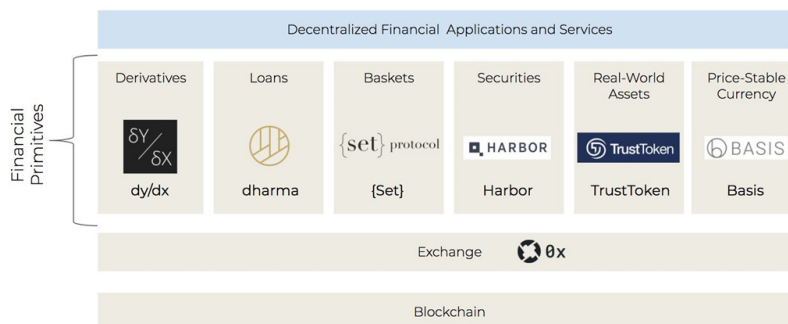 Decentralized Financial Applications and Services
Financial
Primitives
Derivatives
δY/δX
dy/dx
Loans
dharma
Baskets
{set} protocol
{Set}
Securities
HARBOR
Harbor
Real-World
Assets
TrustToken
TrustToken
Price-Stable
Currency
BASIS
Basis
Exchange
0x
Blockchain